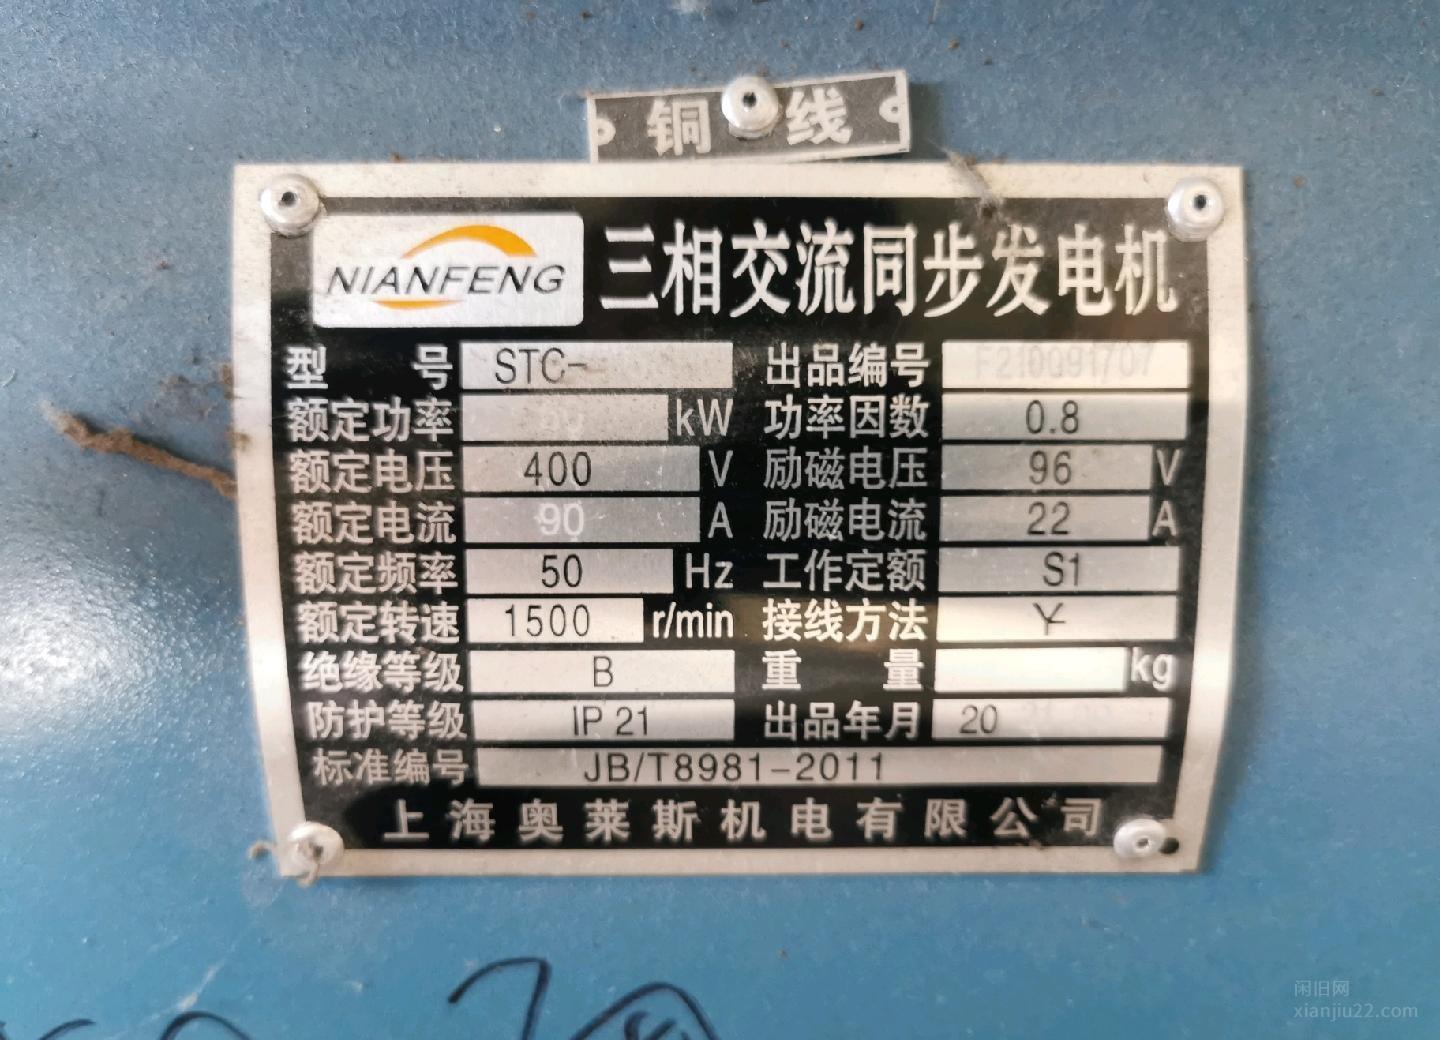 铜线
NIANFENG 三相交流同步发电机
型号 STC- 出品编号 F210091707
额定功率 kW 功率因数 0.8
额定电压 400 V 励磁电压 96 V
额定电流 90 A 励磁电流 22 A
额定频率 50 Hz 工作定额 S1
额定转速 1500 r/min 接线方法 Y
绝缘等级 B 重量 kg
防护等级 IP 21 出品年月 20
标准编号 JB/T8981-2011
上海奥莱斯机电有限公司
闲旧网
xianjiu22.com